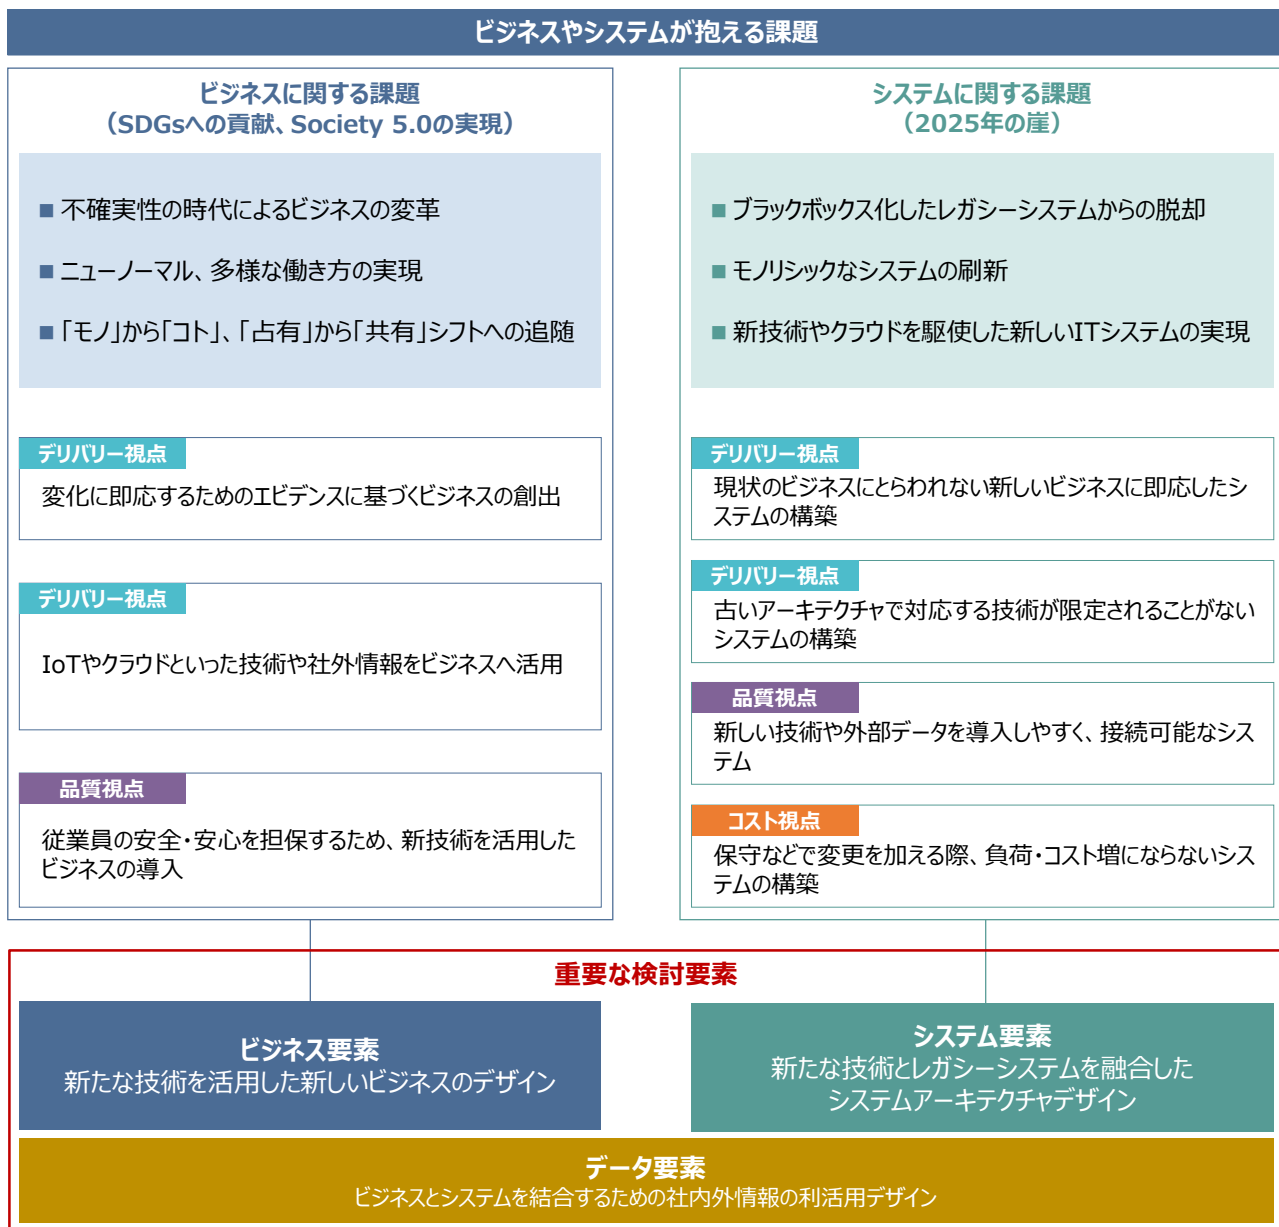 ビジネスやシステムが抱える課題
ビジネスに関する課題
（SDGsへの貢献、Society 5.0の実現）
■ 不確実性の時代によるビジネスの変革
■ ニューノーマル、多様な働き方の実現
■ 「モノ」から「コト」、「占有」から「共有」シフトへの追随
デリバリー視点
変化に即応するためのエビデンスに基づくビジネスの創出
デリバリー視点
IoTやクラウドといった技術や社外情報をビジネスへ活用
品質視点
従業員の安全・安心を担保するため、新技術を活用した
ビジネスの導入
システムに関する課題
（2025年の崖）
■ ブラックボックス化したレガシーシステムからの脱却
■ モノリシックなシステムの刷新
■ 新技術やクラウドを駆使した新しいITシステムの実現
デリバリー視点
現状のビジネスにとらわれない新しいビジネスに即応したシ
ステムの構築
デリバリー視点
古いアーキテクチャで対応する技術が限定されることがない
システムの構築
品質視点
新しい技術や外部データを導入しやすく、接続可能なシス
テム
コスト視点
保守などで変更を加える際、負荷・コスト増にならないシス
テムの構築
重要な検討要素
ビジネス要素
新たな技術を活用した新しいビジネスのデザイン
システム要素
新たな技術とレガシーシステムを融合した
システムアーキテクチャデザイン
データ要素
ビジネスとシステムを結合するための社内外情報の利活用デザイン